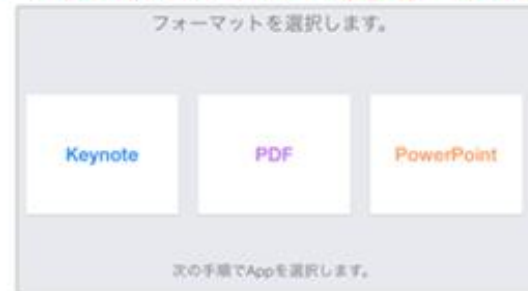 フォーマットを選択します。
Keynote
PDF
PowerPoint
次の手順でAppを選択します。